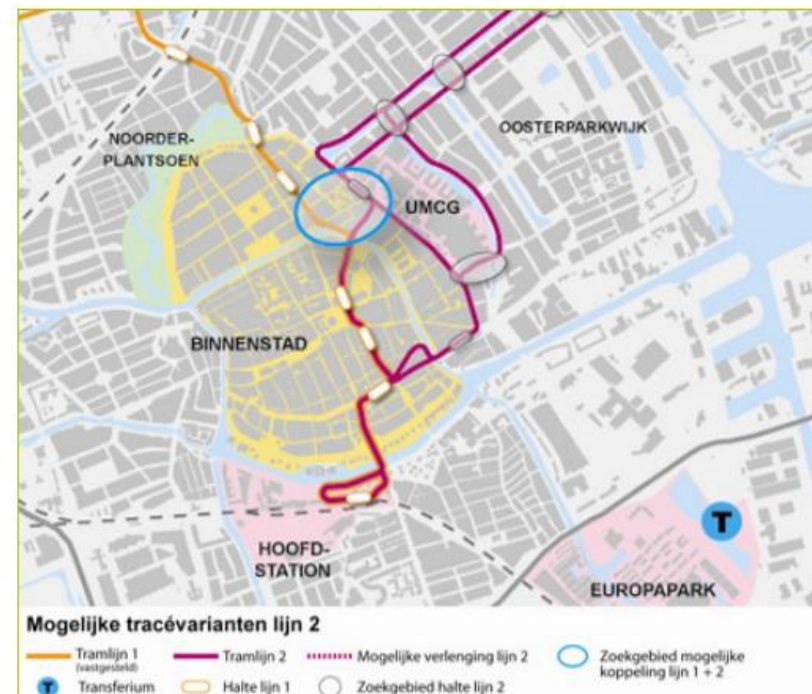 NOORDER-
PLANTSOEN
OOSTERPARKWIJK
UMCG
BINNENSTAD
HOOFD-
STATION
T
EUROPAPARK
Mogelijke tracévarianten lijn 2
Tramlijn 1
(vastgesteld)
Tramlijn 2
Mogelijke verlenging lijn 2
Zoekgebied mogelijke
koppeling lijn 1 + 2
T
Transferium
Halte lijn 1
Zoekgebied halte lijn 2